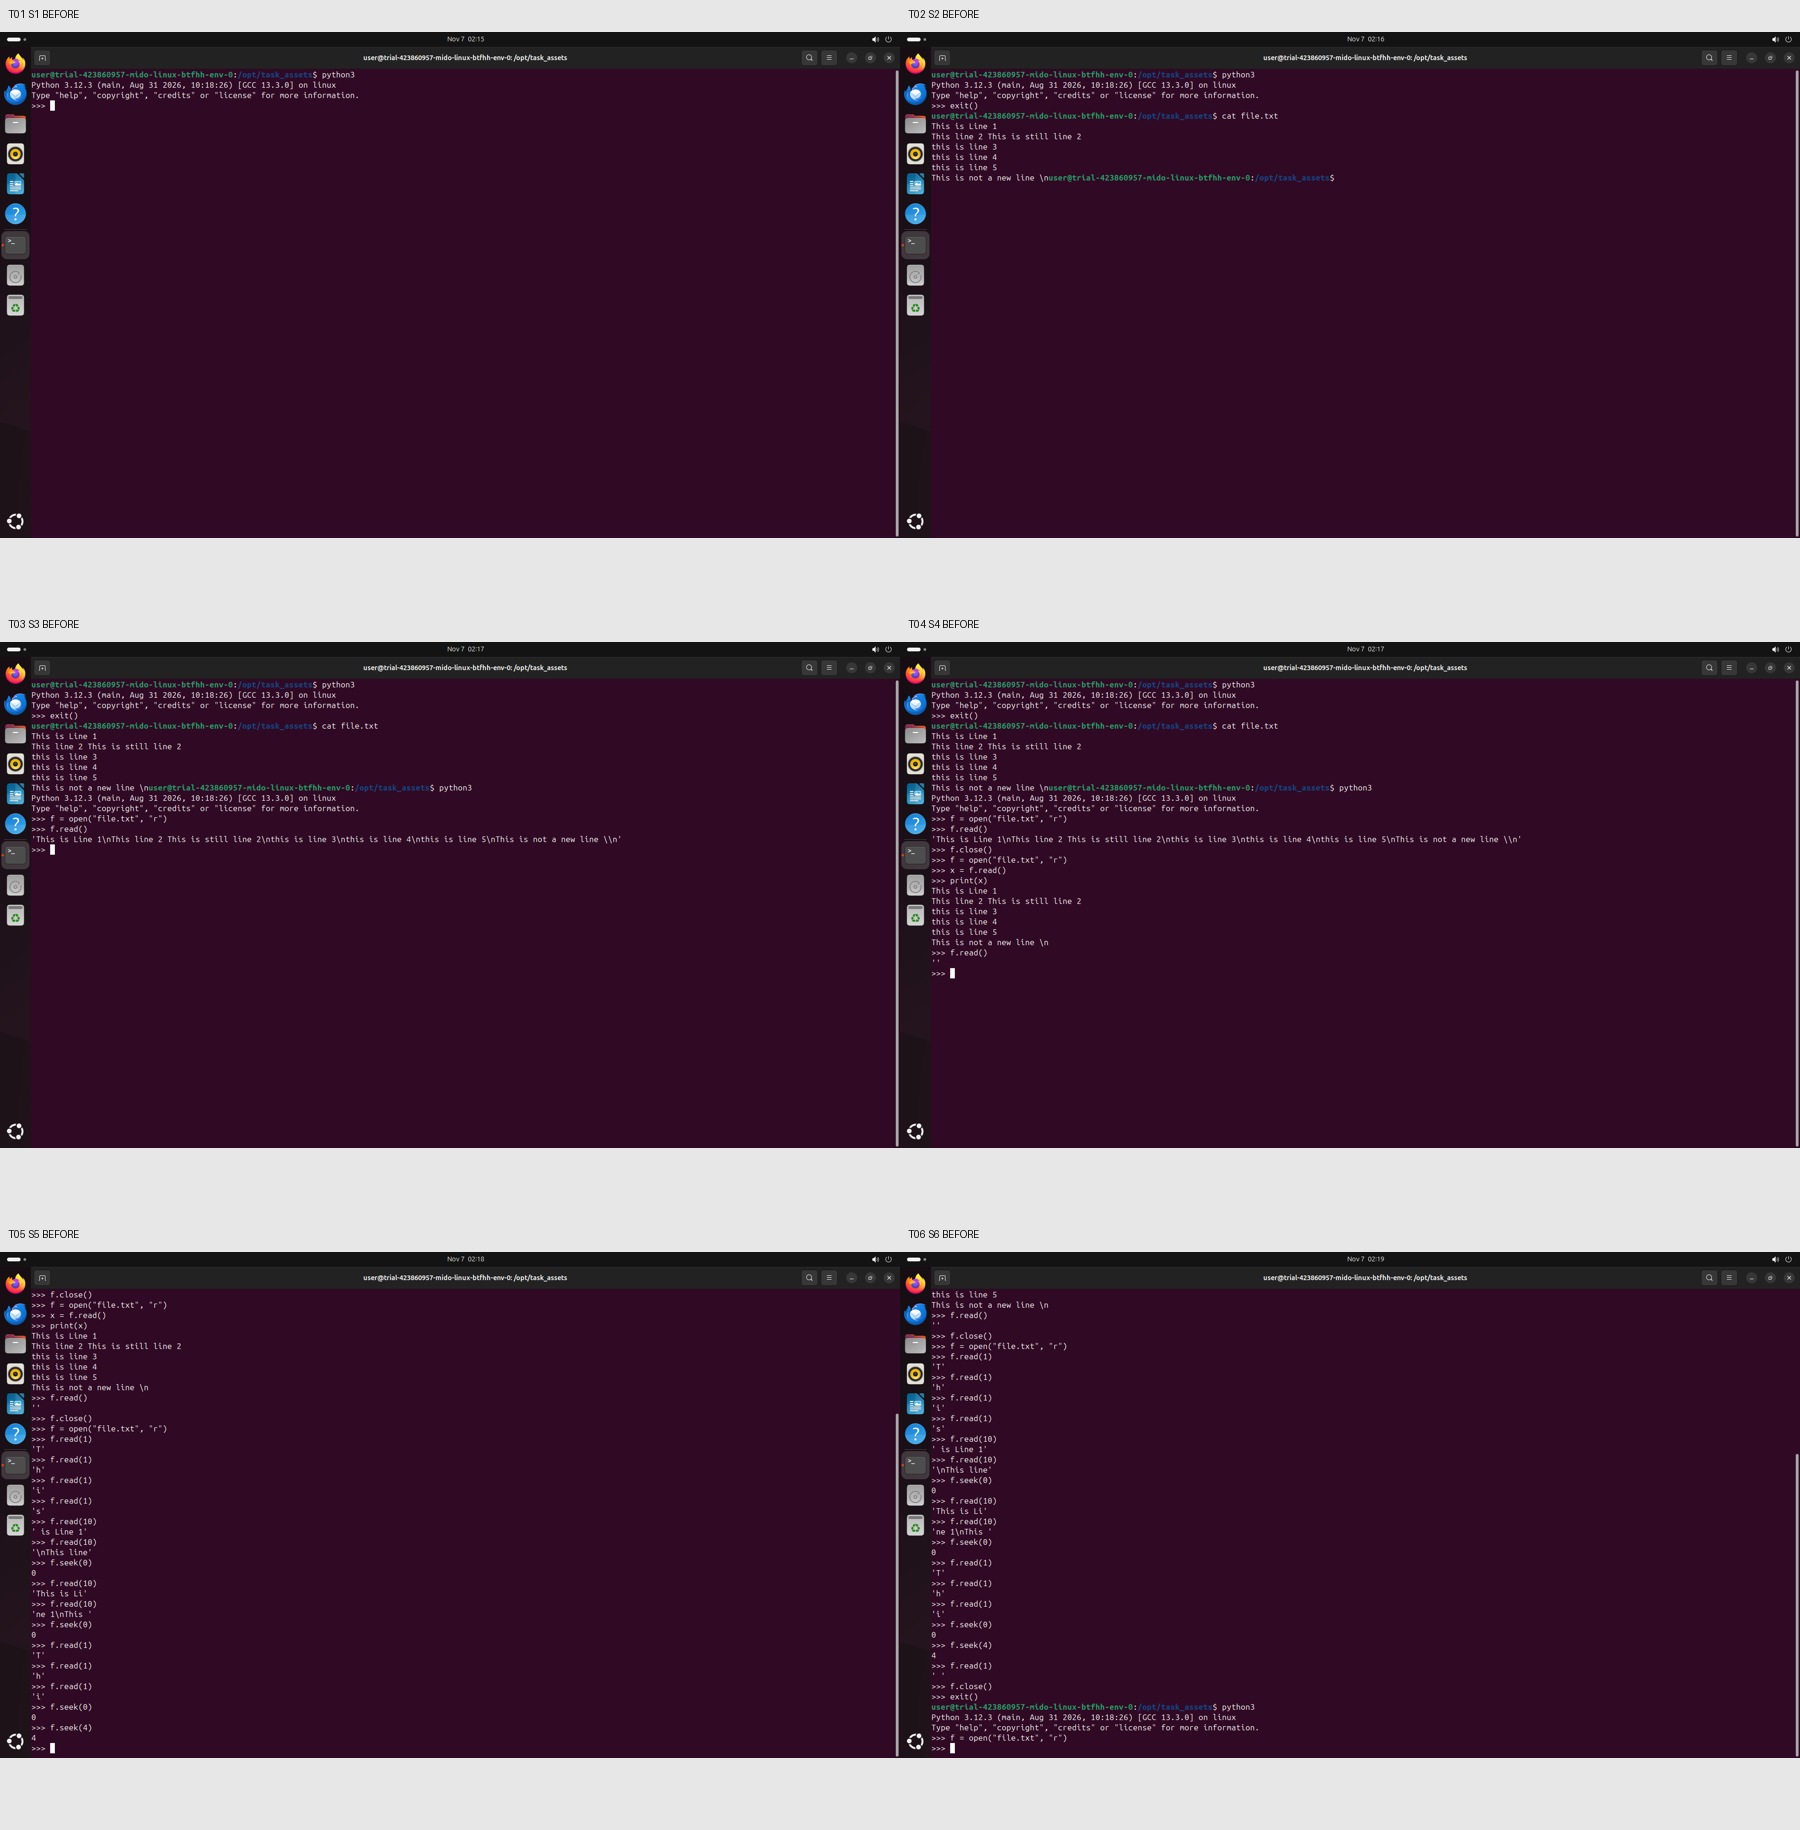 T01 S1 BEFORE
Nov 7 02:15
user@trial-423860957-mido-linux-btfhh-env-0: /opt/task_assets
user@trial-423860957-mido-linux-btfhh-env-0:/opt/task_assets$ python3
Python 3.12.3 (main, Aug 31 2026, 10:18:26) [GCC 13.3.0] on linux
Type "help", "copyright", "credits" or "license" for more information.
>>>
T02 S2 BEFORE
Nov 7 02:16
user@trial-423860957-mido-linux-btfhh-env-0: /opt/task_assets
user@trial-423860957-mido-linux-btfhh-env-0:/opt/task_assets$ python3
Python 3.12.3 (main, Aug 31 2026, 10:18:26) [GCC 13.3.0] on linux
Type "help", "copyright", "credits" or "license" for more information.
>>> exit()
user@trial-423860957-mido-linux-btfhh-env-0:/opt/task_assets$ cat file.txt
This is Line 1
This line 2 This is still line 2
this is line 3
this is line 4
this is line 5
This is not a new line \nuser@trial-423860957-mido-linux-btfhh-env-0:/opt/task_assets$
T03 S3 BEFORE
Nov 7 02:17
user@trial-423860957-mido-linux-btfhh-env-0: /opt/task_assets
user@trial-423860957-mido-linux-btfhh-env-0:/opt/task_assets$ python3
Python 3.12.3 (main, Aug 31 2026, 10:18:26) [GCC 13.3.0] on linux
Type "help", "copyright", "credits" or "license" for more information.
>>> exit()
user@trial-423860957-mido-linux-btfhh-env-0:/opt/task_assets$ cat file.txt
This is Line 1
This line 2 This is still line 2
this is line 3
this is line 4
this is line 5
This is not a new line \nuser@trial-423860957-mido-linux-btfhh-env-0:/opt/task_assets$ python3
Python 3.12.3 (main, Aug 31 2026, 10:18:26) [GCC 13.3.0] on linux
Type "help", "copyright", "credits" or "license" for more information.
>>> f = open("file.txt", "r")
>>> f.read()
'This is Line 1\nThis line 2 This is still line 2\nthis is line 3\nthis is line 4\nthis is line 5\nThis is not a new line \\n'
>>>
T04 S4 BEFORE
Nov 7 02:17
user@trial-423860957-mido-linux-btfhh-env-0: /opt/task_assets
user@trial-423860957-mido-linux-btfhh-env-0:/opt/task_assets$ python3
Python 3.12.3 (main, Aug 31 2026, 10:18:26) [GCC 13.3.0] on linux
Type "help", "copyright", "credits" or "license" for more information.
>>> exit()
user@trial-423860957-mido-linux-btfhh-env-0:/opt/task_assets$ cat file.txt
This is Line 1
This line 2 This is still line 2
this is line 3
this is line 4
this is line 5
This is not a new line \nuser@trial-423860957-mido-linux-btfhh-env-0:/opt/task_assets$ python3
Python 3.12.3 (main, Aug 31 2026, 10:18:26) [GCC 13.3.0] on linux
Type "help", "copyright", "credits" or "license" for more information.
>>> f = open("file.txt", "r")
>>> f.read()
'This is Line 1\nThis line 2 This is still line 2\nthis is line 3\nthis is line 4\nthis is line 5\nThis is not a new line \\n'
>>> f.close()
>>> f = open("file.txt", "r")
>>> x = f.read()
>>> print(x)
This is Line 1
This line 2 This is still line 2
this is line 3
this is line 4
this is line 5
This is not a new line \n
>>> f.read()
''
>>>
T05 S5 BEFORE
Nov 7 02:18
user@trial-423860957-mido-linux-btfhh-env-0: /opt/task_assets
>>> f.close()
>>> f = open("file.txt", "r")
>>> x = f.read()
>>> print(x)
This is Line 1
This line 2 This is still line 2
this is line 3
this is line 4
this is line 5
This is not a new line \n
>>> f.read()
''
>>> f.close()
>>> f = open("file.txt", "r")
>>> f.read(1)
'T'
>>> f.read(1)
'h'
>>> f.read(1)
'i'
>>> f.read(1)
's'
>>> f.read(10)
' is Line 1'
>>> f.read(10)
'\nThis line'
>>> f.seek(0)
0
>>> f.read(10)
'This is Li'
>>> f.read(10)
'ne 1\nThis '
>>> f.seek(0)
0
>>> f.read(1)
'T'
>>> f.read(1)
'h'
>>> f.read(1)
'i'
>>> f.seek(0)
0
>>> f.seek(4)
4
>>>
T06 S6 BEFORE
Nov 7 02:19
user@trial-423860957-mido-linux-btfhh-env-0: /opt/task_assets
this is line 5
This is not a new line \n
>>> f.read()
''
>>> f.close()
>>> f = open("file.txt", "r")
>>> f.read(1)
'T'
>>> f.read(1)
'h'
>>> f.read(1)
'i'
>>> f.read(1)
's'
>>> f.read(10)
' is Line 1'
>>> f.read(10)
'\nThis line'
>>> f.seek(0)
0
>>> f.read(10)
'This is Li'
>>> f.read(10)
'ne 1\nThis '
>>> f.seek(0)
0
>>> f.read(1)
'T'
>>> f.read(1)
'h'
>>> f.read(1)
'i'
>>> f.seek(0)
0
>>> f.seek(4)
4
>>> f.read(1)
' '
>>> f.close()
>>> exit()
user@trial-423860957-mido-linux-btfhh-env-0:/opt/task_assets$ python3
Python 3.12.3 (main, Aug 31 2026, 10:18:26) [GCC 13.3.0] on linux
Type "help", "copyright", "credits" or "license" for more information.
>>> f = open("file.txt", "r")
>>>